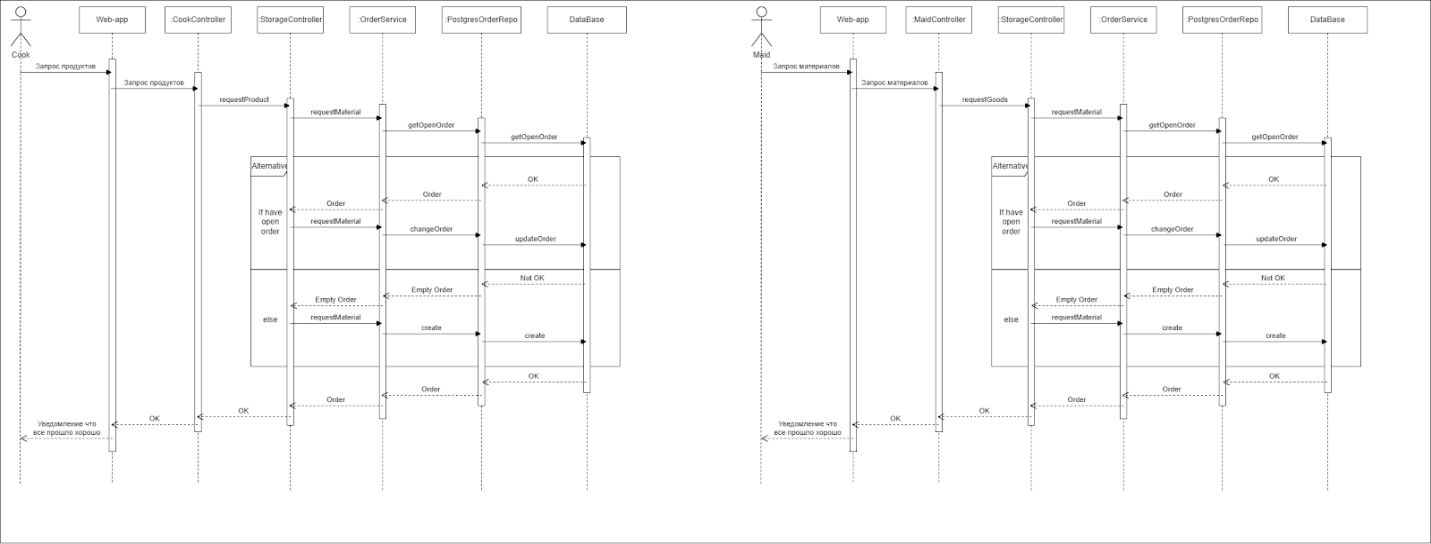 Web-app
:CookController
:StorageController
:OrderService
:PostgresOrderRepo
DataBase
Cook
Запрос продуктов
Запрос продуктов
requestProduct
requestMaterial
getOpenOrder
getOpenOrder
Alternative
OK
Order
Order
If have
open
order
requestMaterial
changeOrder
updateOrder
Not OK
Empty Order
Empty Order
else
requestMaterial
create
create
OK
Order
Order
OK
OK
Уведомление что
все прошло хорошо
Web-app
:MaidController
:StorageController
:OrderService
:PostgresOrderRepo
DataBase
Maid
Запрос материалов
Запрос материалов
requestGoods
requestMaterial
getOpenOrder
getOpenOrder
Alternative
OK
Order
Order
If have
open
order
requestMaterial
changeOrder
updateOrder
Not OK
Empty Order
Empty Order
else
requestMaterial
create
create
OK
Order
Order
OK
OK
Уведомление что
все прошло хорошо